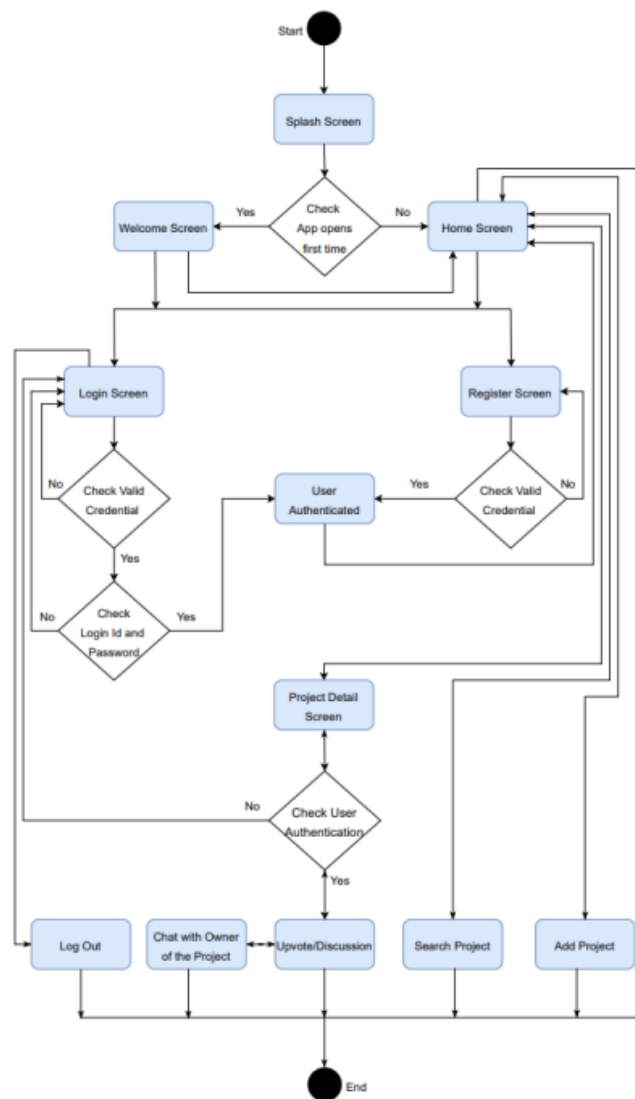 Start
Splash Screen
Yes
Check
App opens
first time
No
Welcome Screen
Home Screen
Login Screen
Register Screen
No
Check Valid
Credential
User
Authenticated
Yes
Check Valid
Credential
No
Yes
No
Check
Login Id and
Password
Yes
Project Detail
Screen
No
Check User
Authentication
Yes
Log Out
Chat with Owner
of the Project
Upvote/Discussion
Search Project
Add Project
End